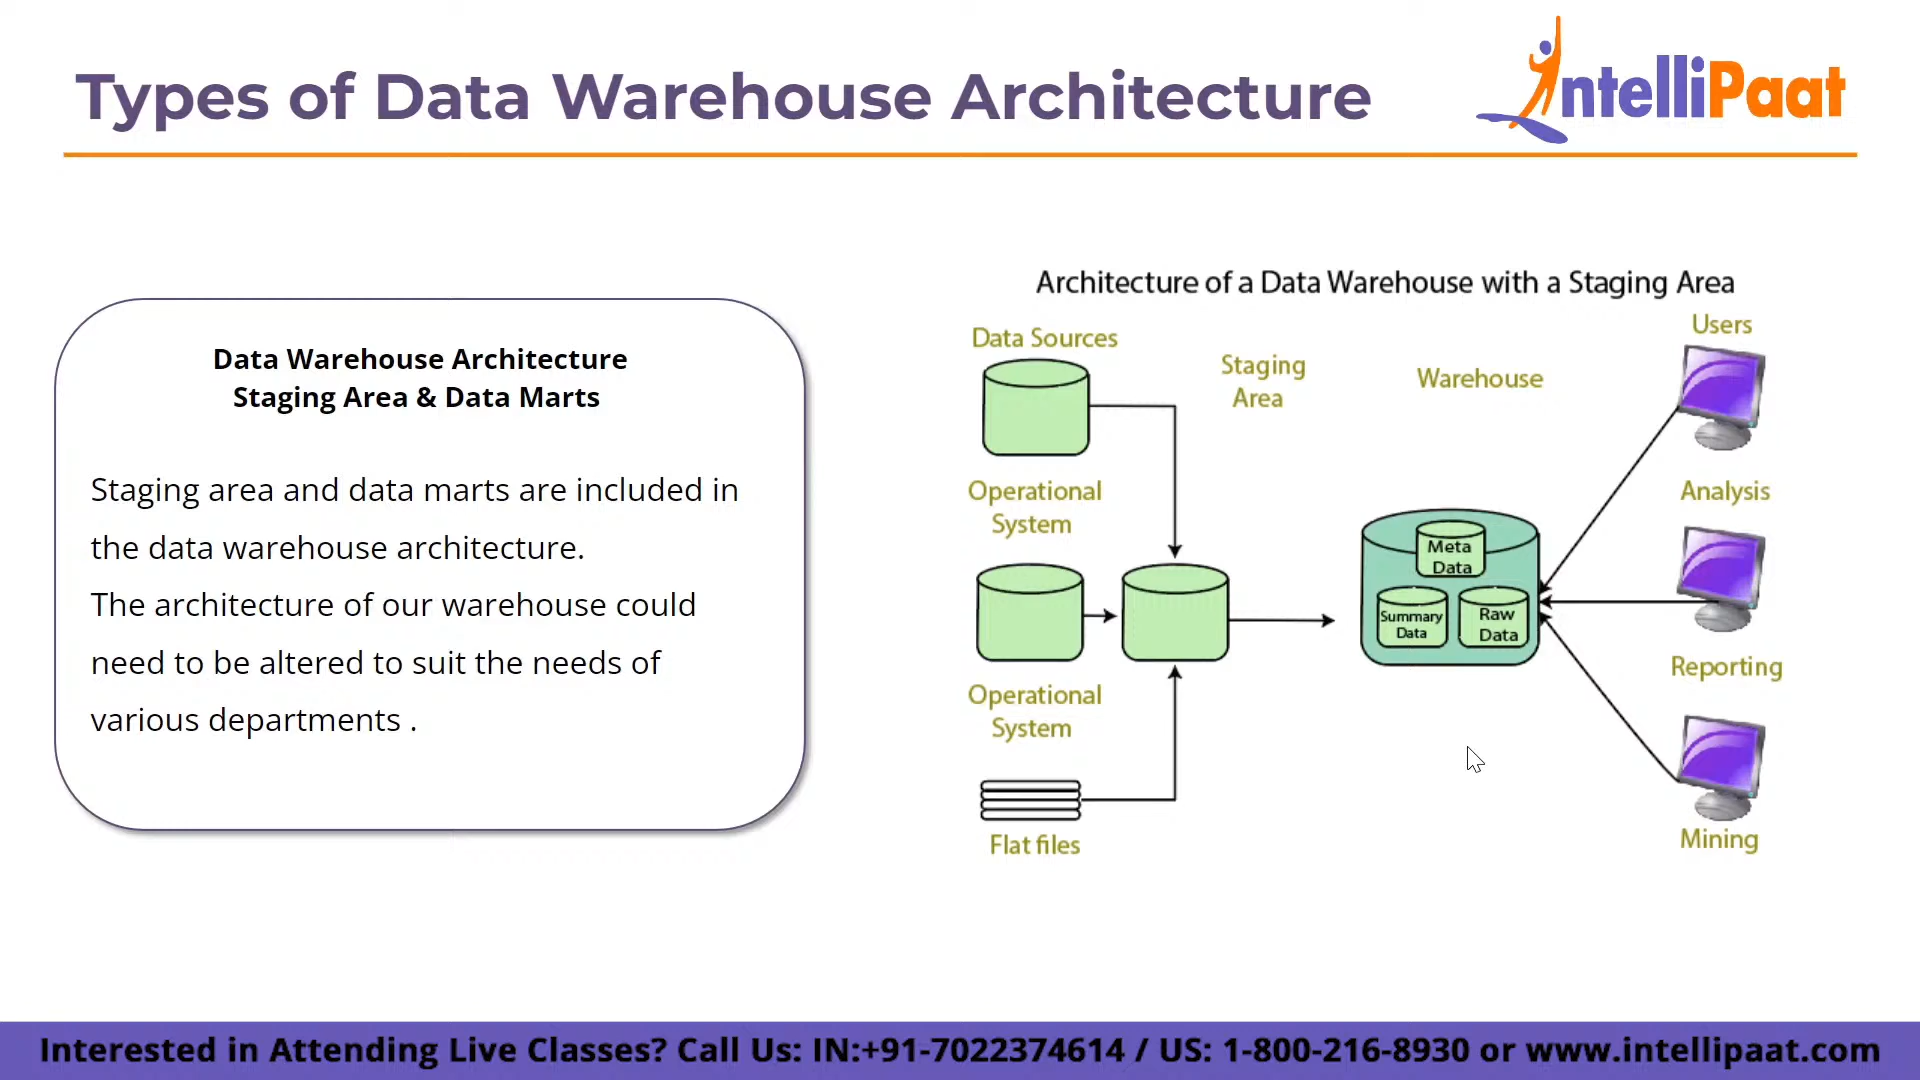 Types of Data Warehouse Architecture
IntelliPaat
Data Warehouse Architecture
Staging Area & Data Marts
Staging area and data marts are included in
the data warehouse architecture.
The architecture of our warehouse could
need to be altered to suit the needs of
various departments .
Architecture of a Data Warehouse with a Staging Area
Data Sources
Staging
Area
Warehouse
Users
Operational
System
Analysis
Meta
Data
Summary
Data
Raw
Data
Operational
System
Reporting
Flat files
Mining
Interested in Attending Live Classes? Call Us: IN:+91-7022374614 / US: 1-800-216-8930 or www.intellipaat.com